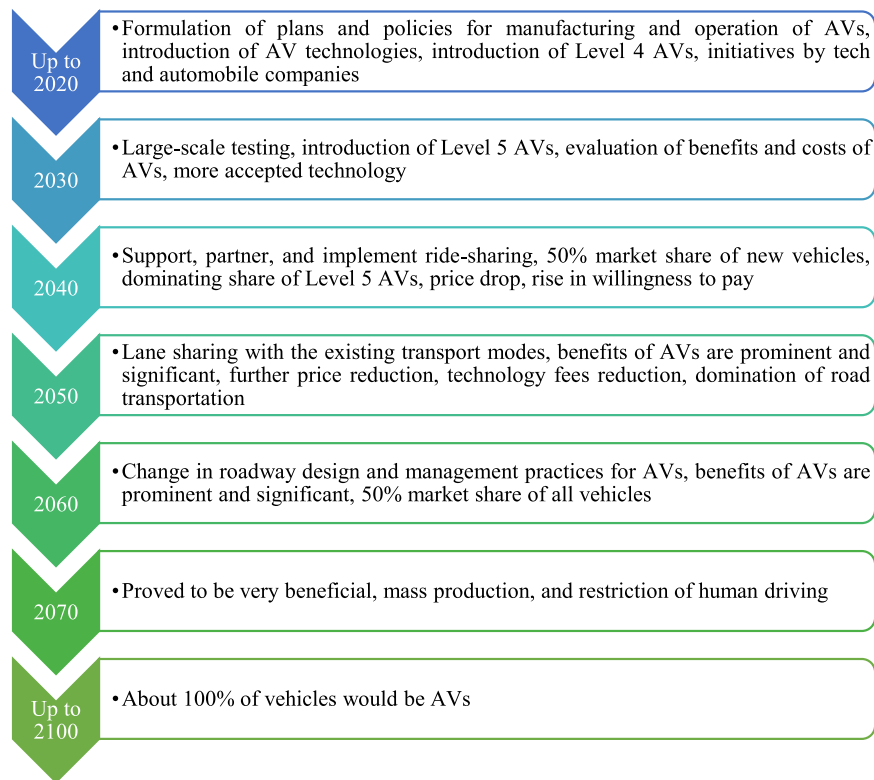 Up to
2020
•Formulation of plans and policies for manufacturing and operation of AVs,
introduction of AV technologies, introduction of Level 4 AVs, initiatives by tech
and automobile companies
2030
•Large-scale testing, introduction of Level 5 AVs, evaluation of benefits and costs of
AVs, more accepted technology
2040
•Support, partner, and implement ride-sharing, 50% market share of new vehicles,
dominating share of Level 5 AVs, price drop, rise in willingness to pay
2050
•Lane sharing with the existing transport modes, benefits of AVs are prominent and
significant, further price reduction, technology fees reduction, domination of road
transportation
2060
•Change in roadway design and management practices for AVs, benefits of AVs are
prominent and significant, 50% market share of all vehicles
2070
•Proved to be very beneficial, mass production, and restriction of human driving
Up to
2100
•About 100% of vehicles would be AVs